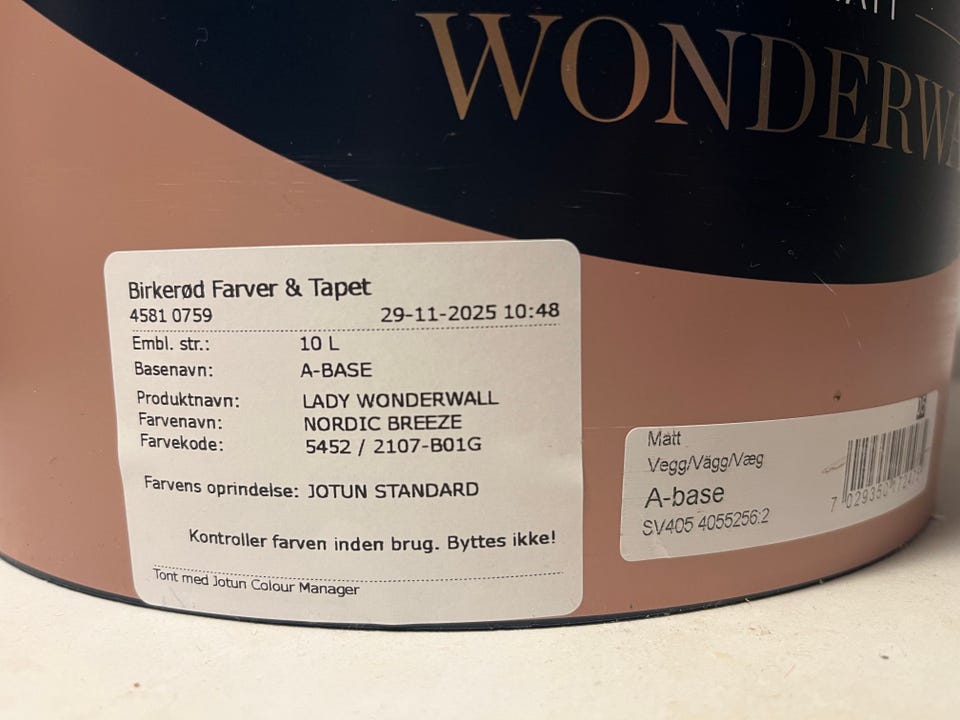 WONDERWA
Birkerød Farver & Tapet
4581 0759 29-11-2025 10:48
Embl. str.: 10 L
Basenavn: A-BASE
Produktnavn: LADY WONDERWALL
Farvenavn: NORDIC BREEZE
Farvekode: 5452 / 2107-B01G
Farvens oprindelse: JOTUN STANDARD
Kontroller farven inden brug. Byttes ikke!
Tont med Jotun Colour Manager
Matt
Vegg/Vägg/Væg
A-base
SV405 4055256:2